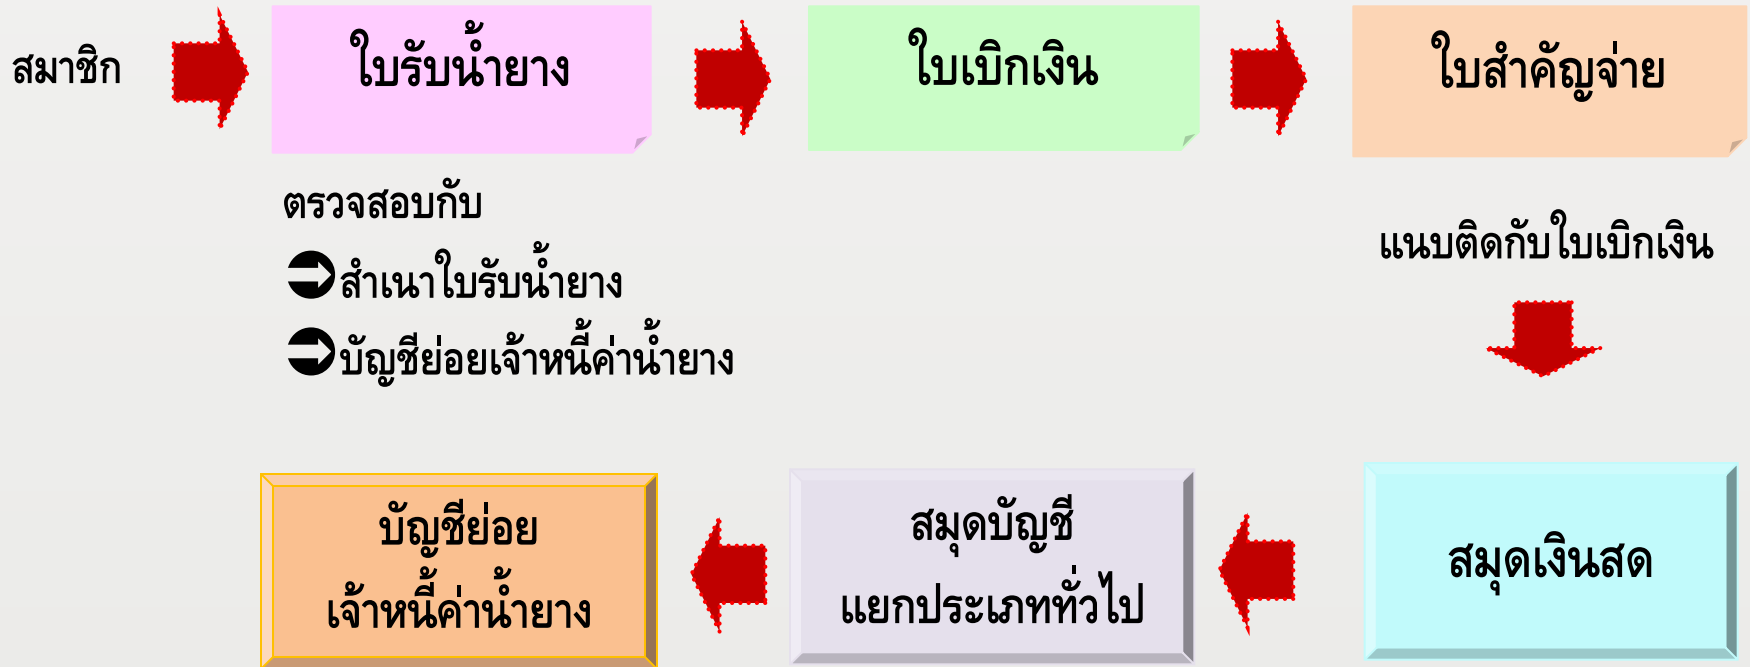 สมาชิก
ใบรับน้ำยาง
ใบเบิกเงิน
ใบสำคัญจ่าย
ตรวจสอบกับ
สำเนาใบรับน้ำยาง
บัญชีย่อยเจ้าหนี้ค่าน้ำยาง
แนบติดกับใบเบิกเงิน
สมุดเงินสด
สมุดบัญชี
แยกประเภททั่วไป
บัญชีย่อย
เจ้าหนี้ค่าน้ำยาง